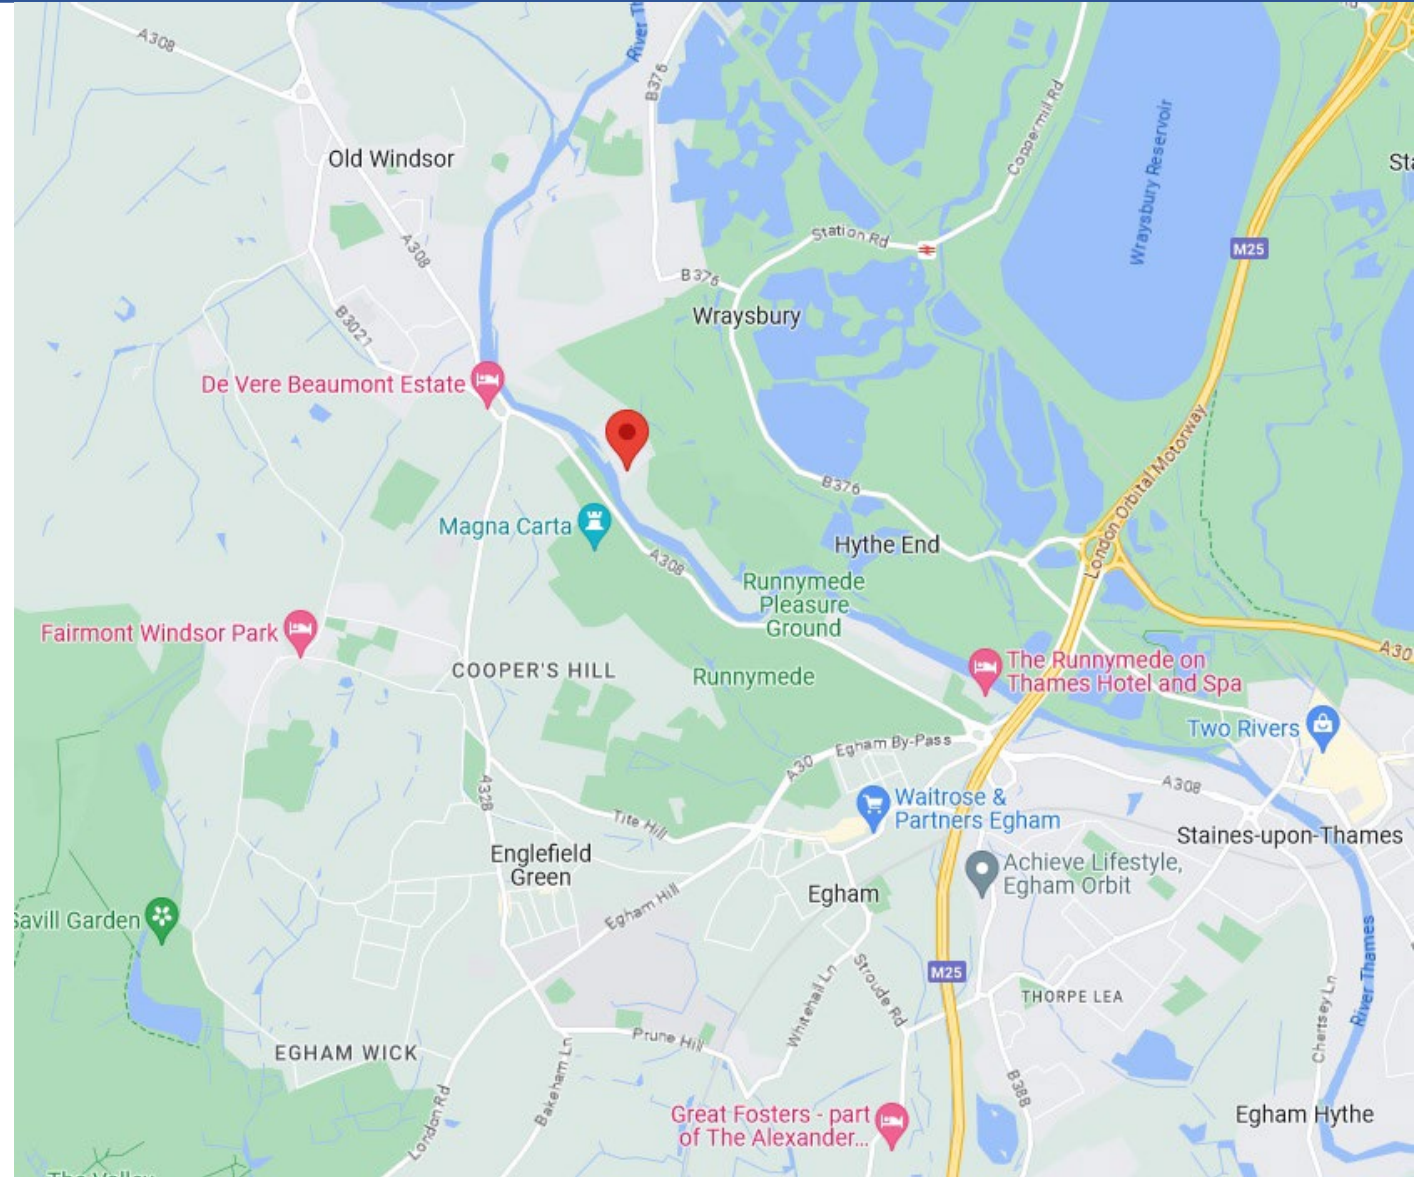 A308
River Th
B376
Coppermill Rd
Old Windsor
Wraysbury Reservoir
Sta
A308
Station Rd
M25
B376
B3021
Wraysbury
De Vere Beaumont Estate
London Orbital Motorway
B376
Magna Carta
Hythe End
A308
Runnymede
Pleasure
Ground
Fairmont Windsor Park
A30
COOPER'S HILL
Runnymede
The Runnymede on
Thames Hotel and Spa
Two Rivers
Egham By-Pass
A30
A308
A328
Waitrose &
Partners Egham
Tite Hill
Staines-upon-Thames
Englefield
Green
Achieve Lifestyle,
Egham Orbit
Egham
Egham Hill
Savill Garden
River Thames
M25
Stroude Rd
Whitehall Ln
THORPE LEA
Chertsey Ln
Prune Hill
EGHAM WICK
Bakeham Ln
B388
London Rd
Great Fosters - part
of The Alexander...
Egham Hythe
The Valley